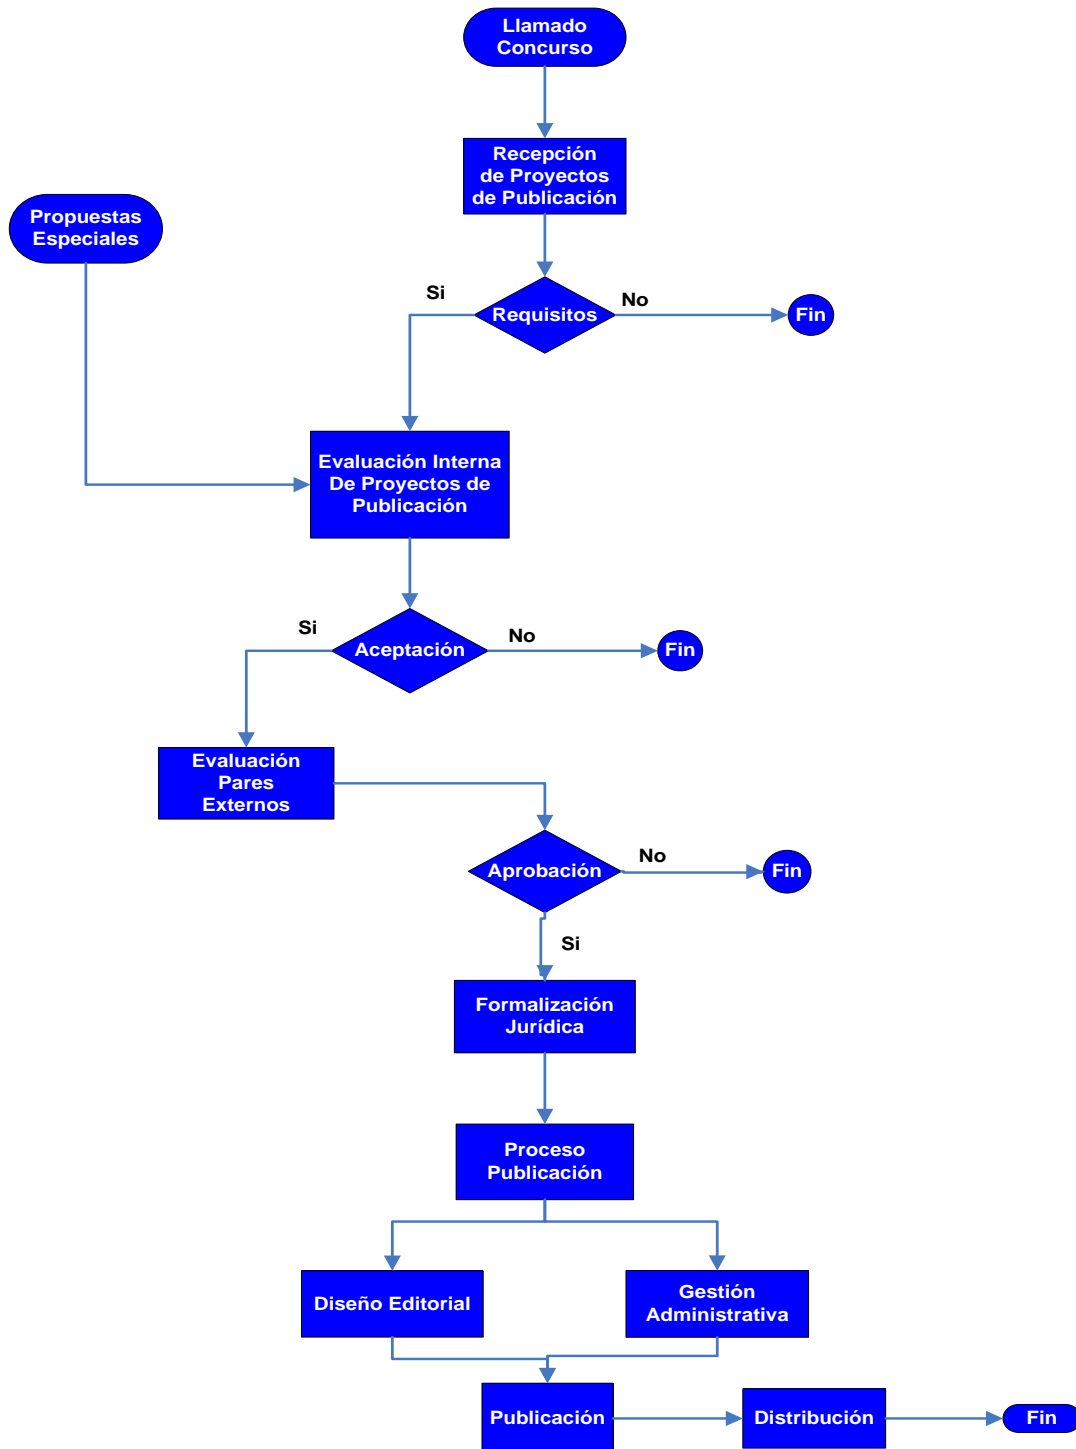 Llamado
Concurso
Recepción
de Proyectos
de Publicación
Propuestas
Especiales
Si
No
Requisitos
Fin
Evaluación Interna
De Proyectos de
Publicación
Si
No
Aceptación
Fin
Evaluación
Pares
Externos
No
Aprobación
Fin
Si
Formalización
Jurídica
Proceso
Publicación
Diseño Editorial
Gestión
Administrativa
Publicación
Distribución
Fin